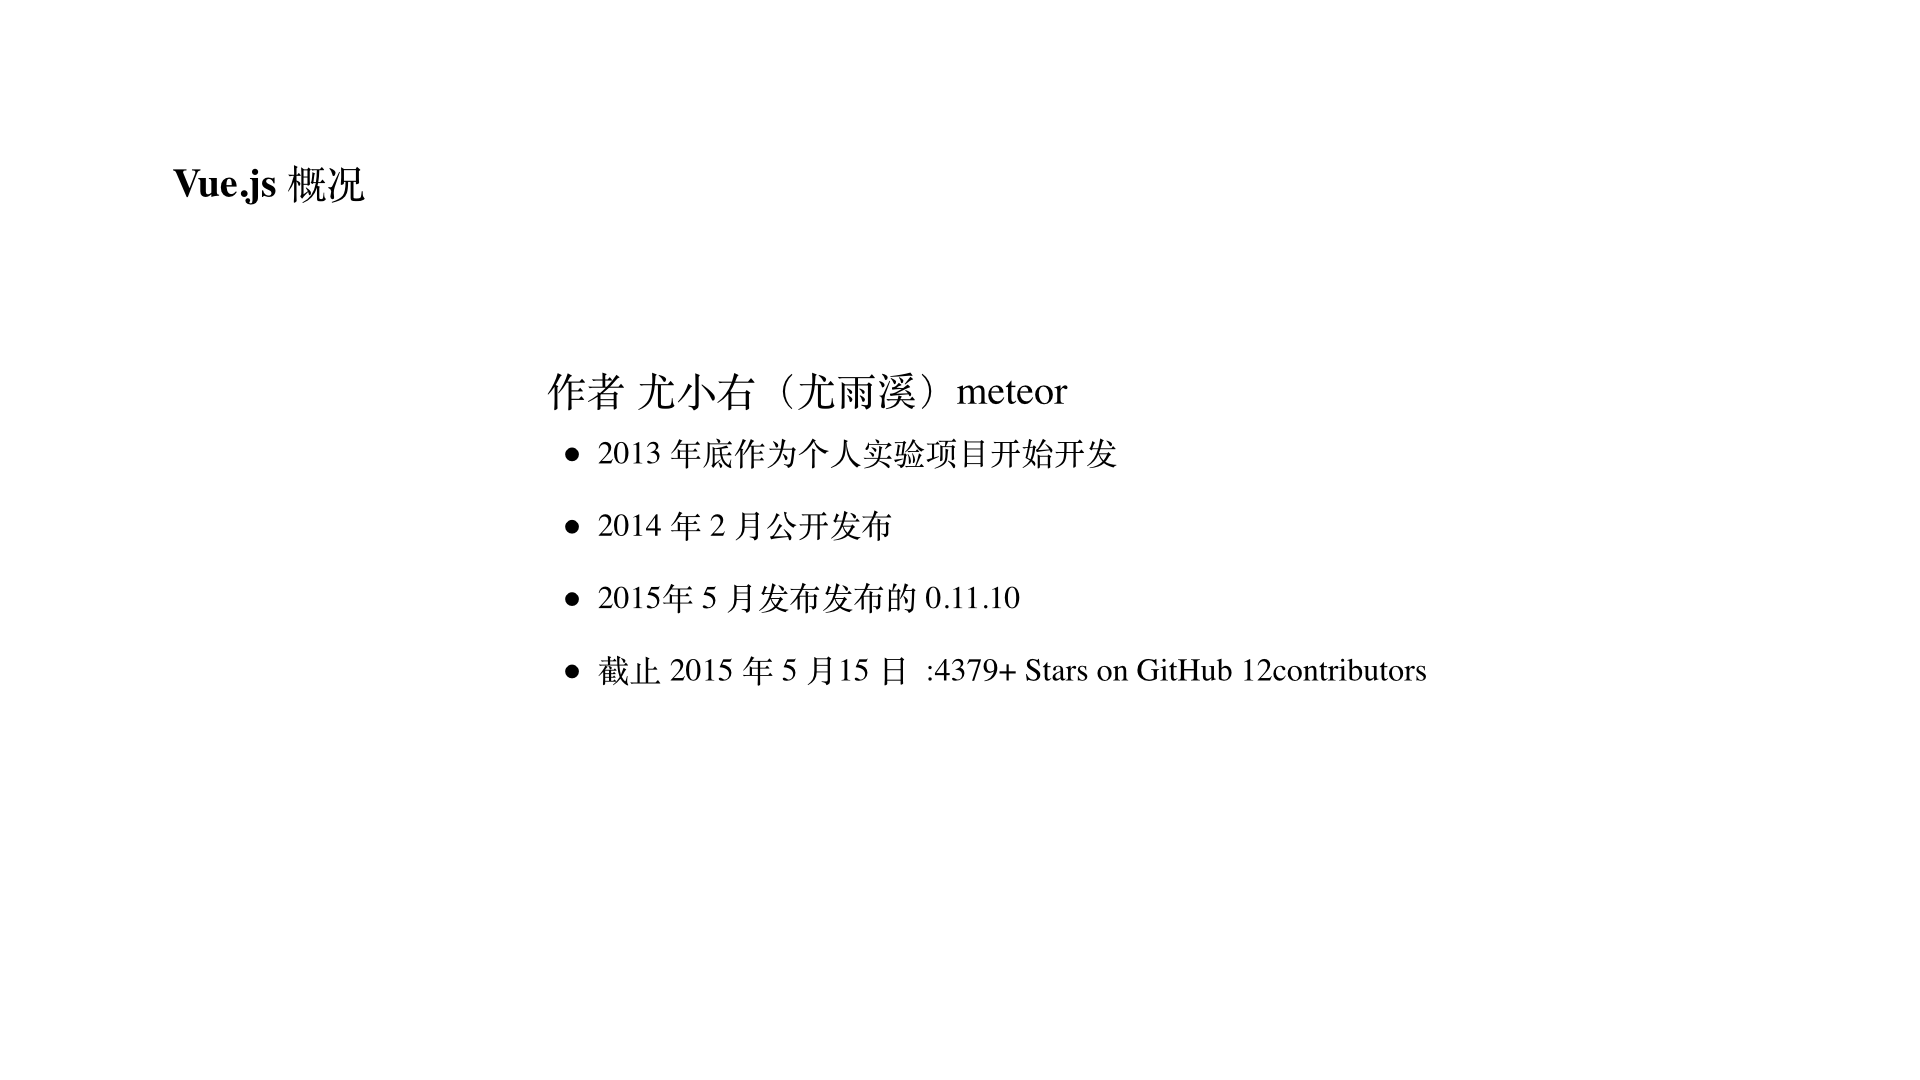 Vue.js 概况
作者 尤小右（尤雨溪）meteor
• 2013 年底作为个人实验项目开始开发
• 2014 年 2 月公开发布
• 2015年 5 月发布发布的 0.11.10
• 截止 2015 年 5 月15 日  :4379+ Stars on GitHub 12contributors